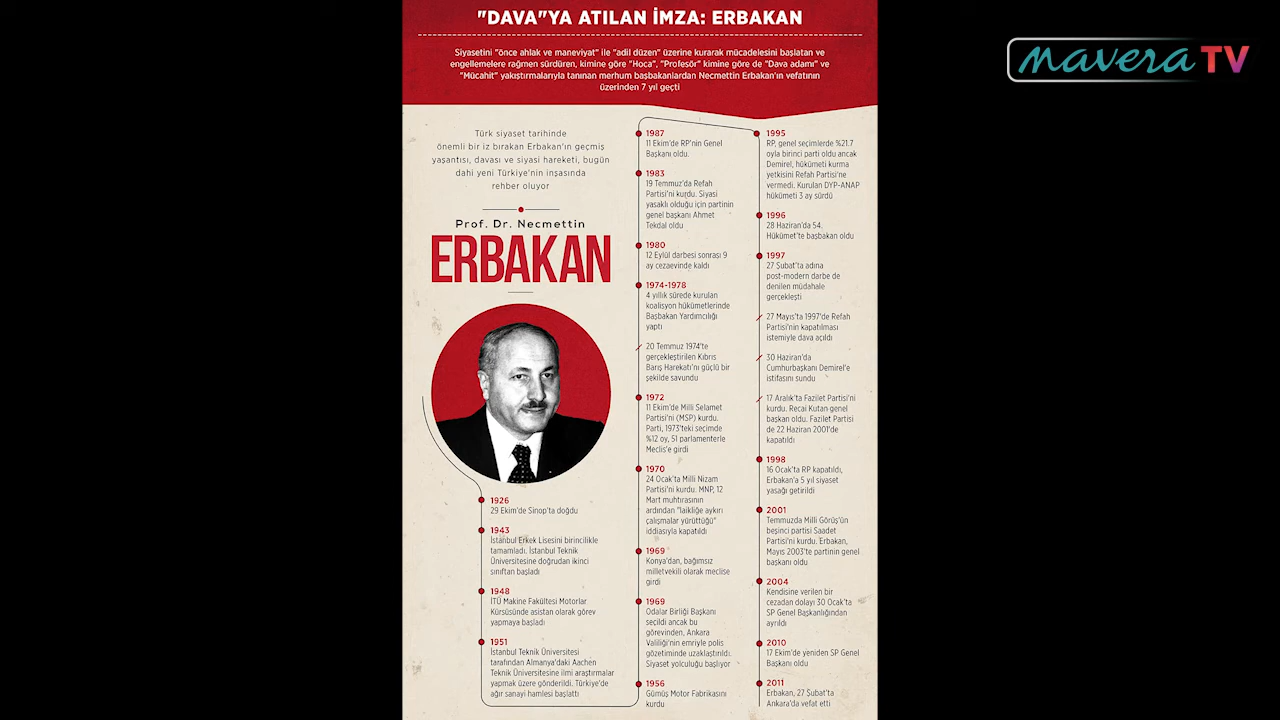 "DAVA"YA ATILAN İMZA: ERBAKAN
Siyasetini "önce ahlak ve maneviyat" ile "adil düzen" üzerine kurarak mücadelesini başlatan ve
engellemelere rağmen sürdüren, kimine göre "Hoca", "Profesör" kimine göre de "Dava adamı" ve
"Mücahit" yakıştırmalarıyla tanınan merhum başbakanlardan Necmettin Erbakan'ın vefatının
üzerinden 7 yıl geçti
mavera TV
Türk siyaset tarihinde
önemli bir iz bırakan Erbakan'ın geçmiş
yaşantısı, davası ve siyasi hareketi, bugün
dahi yeni Türkiye'nin inşasında
rehber oluyor
Prof. Dr. Necmettin
ERBAKAN
1926
29 Ekim'de Sinop'ta doğdu
1943
İstanbul Erkek Lisesini birincilikle
tamamladı. İstanbul Teknik
Üniversitesine doğrudan ikinci
sınıftan başladı
1948
İTÜ Makine Fakültesi Motorlar
Kürsüsünde asistan olarak görev
yapmaya başladı
1951
İstanbul Teknik Üniversitesi
tarafından Almanya'daki Aachen
Teknik Üniversitesine ilmi araştırmalar
yapmak üzere gönderildi. Türkiye'de
ağır sanayi hamlesi başlattı
1987
11 Ekim'de RP'nin Genel
Başkanı oldu.
1983
19 Temmuz'da Refah
Partisi'ni kurdu. Siyasi
yasaklı olduğu için partinin
genel başkanı Ahmet
Tekdal oldu
1980
12 Eylül darbesi sonrası 9
ay cezaevinde kaldı
1974-1978
4 yıllık sürede kurulan
koalisyon hükümetlerinde
Başbakan Yardımcılığı
yaptı
20 Temmuz 1974'te
gerçekleştirilen Kıbrıs
Barış Harekatı'nı güçlü bir
şekilde savundu
1972
11 Ekim'de Milli Selamet
Partisi'ni (MSP) kurdu.
Parti, 1973'teki seçimde
%12 oy, 51 parlamenterle
Meclis'e girdi
1970
24 Ocak'ta Milli Nizam
Partisi'ni kurdu. MNP, 12
Mart muhtırasının
ardından "laikliğe aykırı
çalışmalar yürüttüğü"
iddiasıyla kapatıldı
1969
Konya'dan, bağımsız
milletvekili olarak meclise
girdi
1969
Odalar Birliği Başkanı
seçildi ancak bu
görevinden, Ankara
Valiliği'nin emriyle polis
gözetiminde uzaklaştırıldı.
Siyaset yolculuğu başlıyor
1956
Gümüş Motor Fabrikasını
kurdu
1995
RP, genel seçimlerde %21.7
oyla birinci parti oldu ancak
Demirel, hükümeti kurma
yetkisini Refah Partisi'ne
vermedi. Kurulan DYP-ANAP
hükümeti 3 ay sürdü
1996
28 Haziran'da 54.
Hükümet'te başbakan oldu
1997
27 Şubat'ta adına
post-modern darbe de
denilen müdahale
gerçekleşti
27 Mayıs'ta 1997'de Refah
Partisi'nin kapatılması
istemiyle dava açıldı
30 Haziran'da
Cumhurbaşkanı Demirel'e
istifasını sundu
17 Aralık'ta Fazilet Partisi'ni
kurdu. Recai Kutan genel
başkan oldu. Fazilet Partisi
de 22 Haziran 2001'de
kapatıldı
1998
16 Ocak'ta RP kapatıldı,
Erbakan'a 5 yıl siyaset
yasağı getirildi
2001
Temmuzda Milli Görüş'ün
beşinci partisi Saadet
Partisi'ni kurdu. Erbakan,
Mayıs 2003'te partinin genel
başkanı oldu
2004
Kendisine verilen bir
cezadan dolayı 30 Ocak'ta
SP Genel Başkanlığından
ayrıldı
2010
17 Ekim'de yeniden SP Genel
Başkanı oldu
2011
Erbakan, 27 Şubat'ta
Ankara'da vefat etti